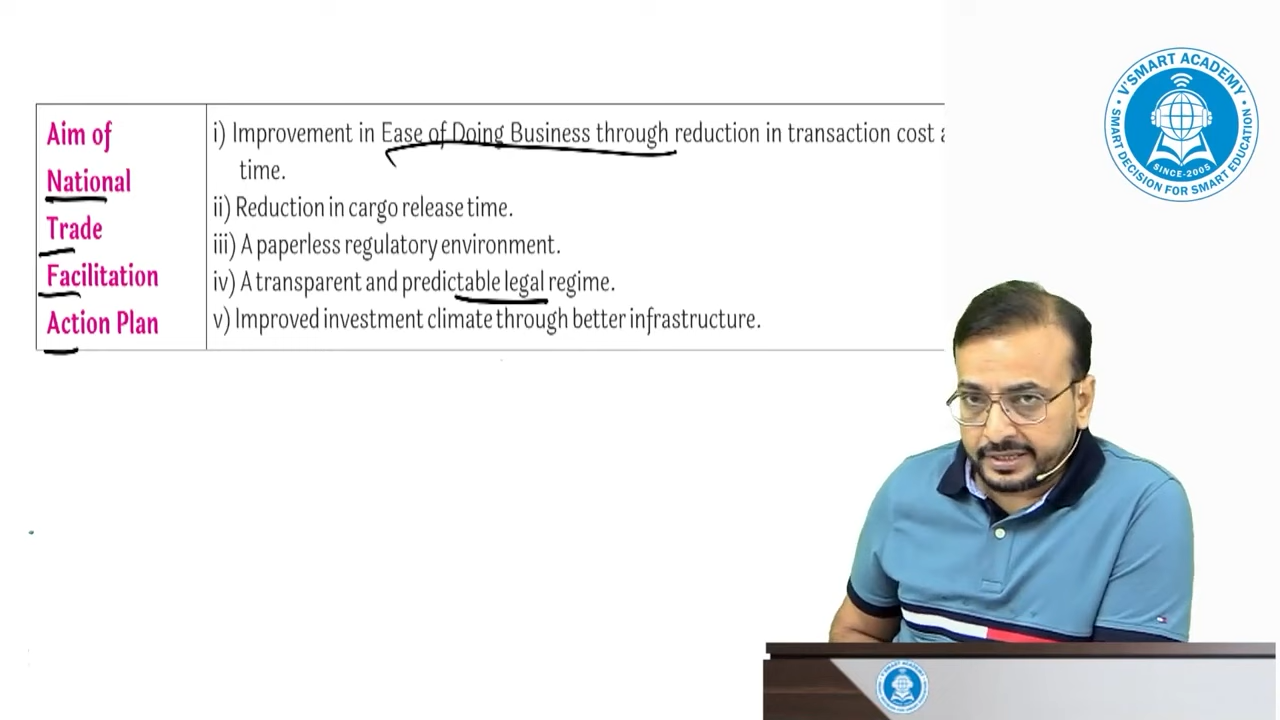 Aim of
National
Trade
Facilitation
Action Plan
i) Improvement in Ease of Doing Business through reduction in transaction cost
time.
ii) Reduction in cargo release time.
iii) A paperless regulatory environment.
iv) A transparent and predictable legal regime.
v) Improved investment climate through better infrastructure.
V'SMART ACADEMY
SINCE-2005
SMART DECISION FOR SMART EDUCATION
V'SMART ACADEMY